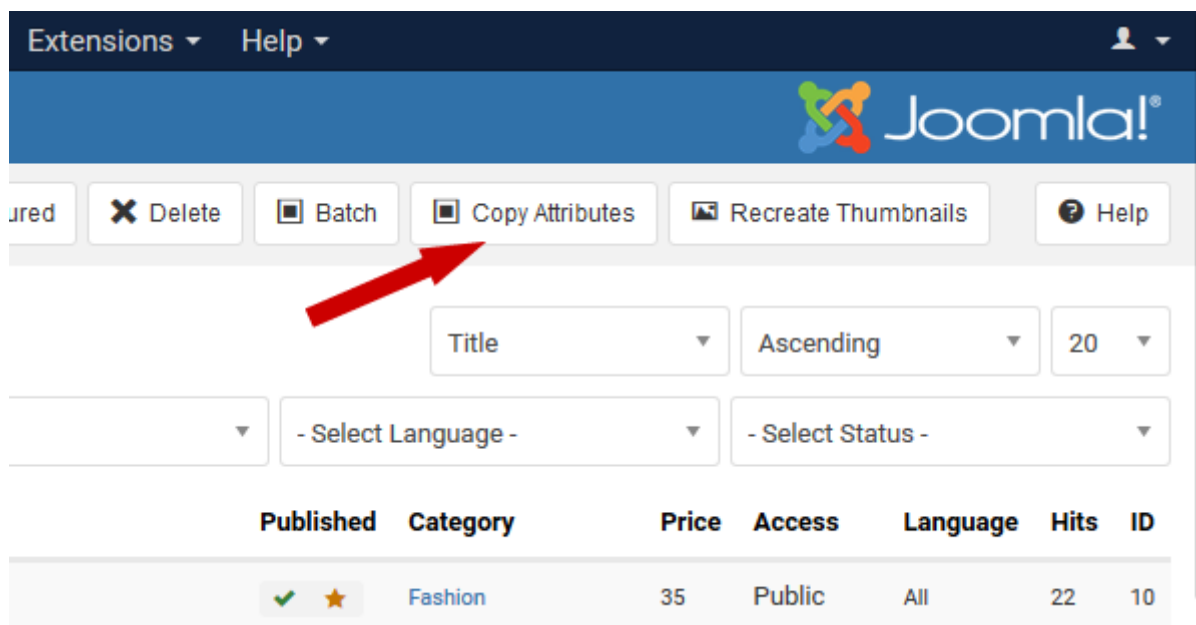 Extensions Help
Joomla!®
ured Delete Batch Copy Attributes Recreate Thumbnails Help
Title Ascending 20
- Select Language - - Select Status -
Published Category Price Access Language Hits ID
Fashion 35 Public All 22 10